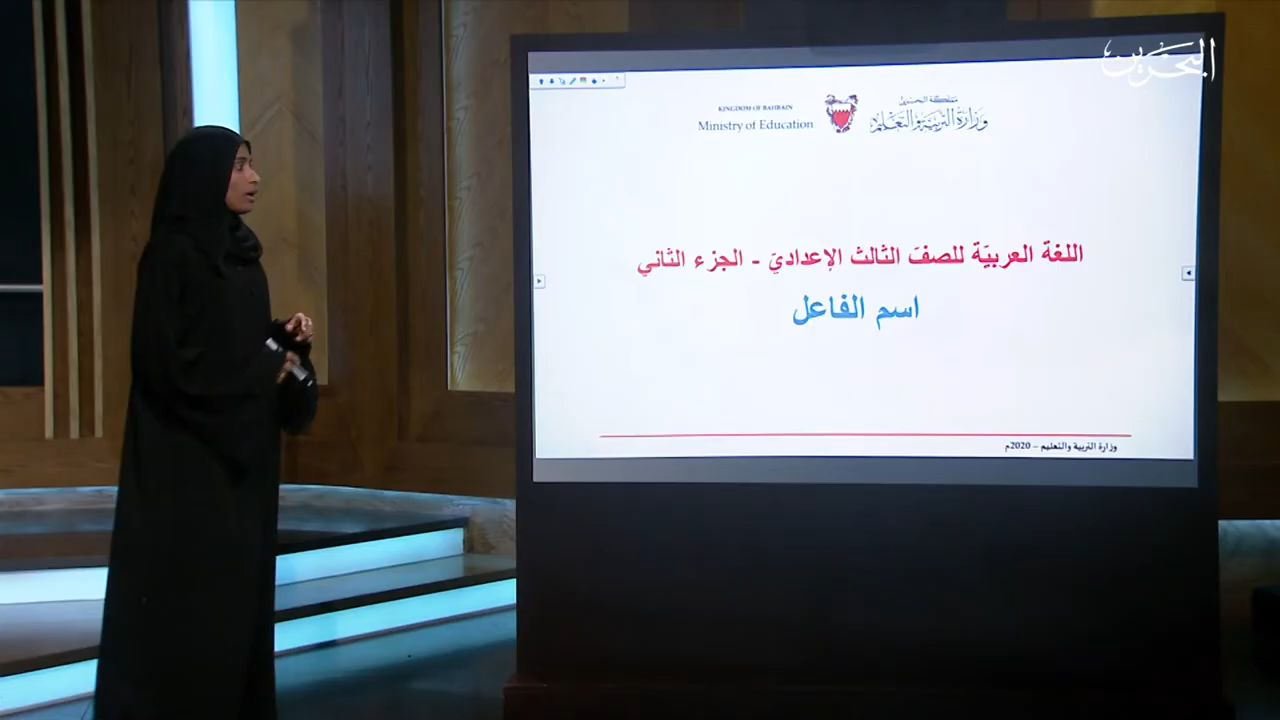 البحرين
KINGDOM OF BAHRAIN
Ministry of Education
مملكة البحرين
وزارة التربية والتعليم
اللغة العربيّة للصفّ الثالث الإعداديّ - الجزء الثاني
اسم الفاعل
وزارة التربية والتعليم – 2020م